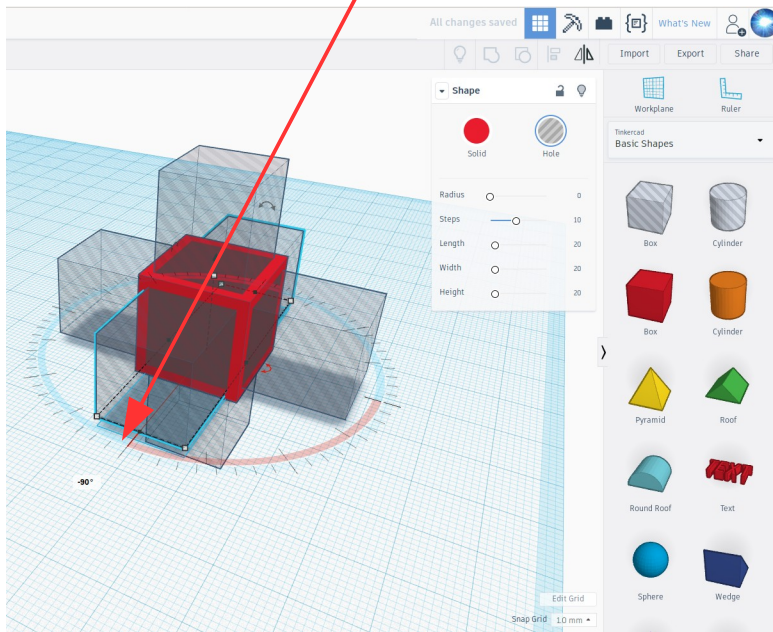 All changes saved
What's New
Import Export Share
Shape
Solid Hole
Radius 0
Steps 10
Length 20
Width 20
Height 20
Workplane Ruler
Tinkercad
Basic Shapes
Box Cylinder
Box Cylinder
Pyramid Roof
Round Roof Text
TEXT
Sphere Wedge
-90°
Edit Grid
Snap Grid 1.0 mm